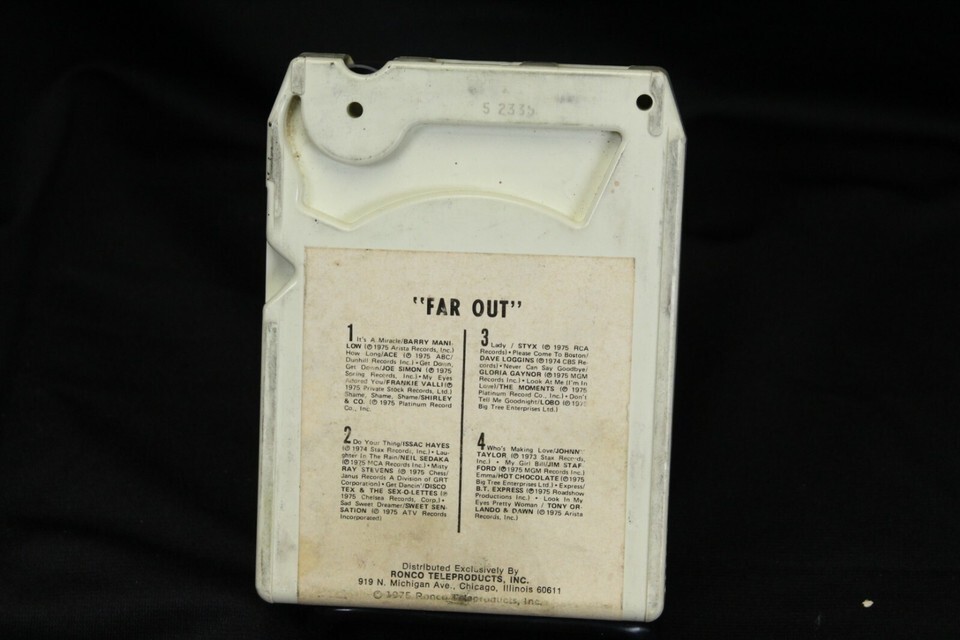 S 2335
"FAR OUT"
1 It's A Miracle/BARRY MANI-
LOW (℗ 1975 Arista Records, Inc.)
How Long/ACE (℗ 1975 ABC/
Dunhill Records Inc.) • Get Down,
Get Down/JOE SIMON (℗ 1975
Spring Records, Inc.) • My Eyes
Adored You/FRANKIE VALLI (℗
1975 Private Stock Records, Ltd.)
Shame, Shame, Shame/SHIRLEY
& CO. (℗ 1975 Platinum Record
Co., Inc.
2 Do Your Thing/ISSAC HAYES
(℗ 1974 Stax Records, Inc.) • Lau-
ghter In The Rain/NEIL SEDAKA
(℗ 1975 MCA Records Inc.) • Misty
RAY STEVENS (℗ 1975 Chess/
Janus Records A Division of GRT
Corporation) • Get Dancin'/DISCO
TEX & THE SEX-O-LETTES (℗
1975 Chelsea Records, Corp.) •
Sad Sweet Dreamer/SWEET SEN-
SATION (℗ 1975 ATV Records
Incorporated)
3 Lady / STYX (℗ 1975 RCA
Records) • Please Come To Boston/
DAVE LOGGINS (℗ 1974 CBS Re-
cords) • Never Can Say Goodbye/
GLORIA GAYNOR (℗ 1975 MGM
Records Inc.) • Look At Me (I'm In
Love)/THE MOMENTS (℗ 1975
Platinum Record Co., Inc.) • Don't
Tell Me Goodnight/LOBO (℗ 1975
Big Tree Enterprises Ltd.)
4 Who's Making Love/JOHNNY
TAYLOR (℗ 1973 Stax Records,
Inc.) • My Girl Bill/JIM STAF-
FORD (℗ 1975 MGM Records Inc.)
Emma/HOT CHOCOLATE (℗ 1975
Big Tree Enterprises Ltd.) • Express/
B.T. EXPRESS (℗ 1975 Roadshow
Productions Inc.) • Look In My
Eyes Pretty Woman / TONY OR-
LANDO & DAWN (℗ 1975 Arista
Records, Inc.)
Distributed Exclusively By
RONCO TELEPRODUCTS, INC.
919 N. Michigan Ave., Chicago, Illinois 60611
© 1975 Ronco Teleproducts, Inc.